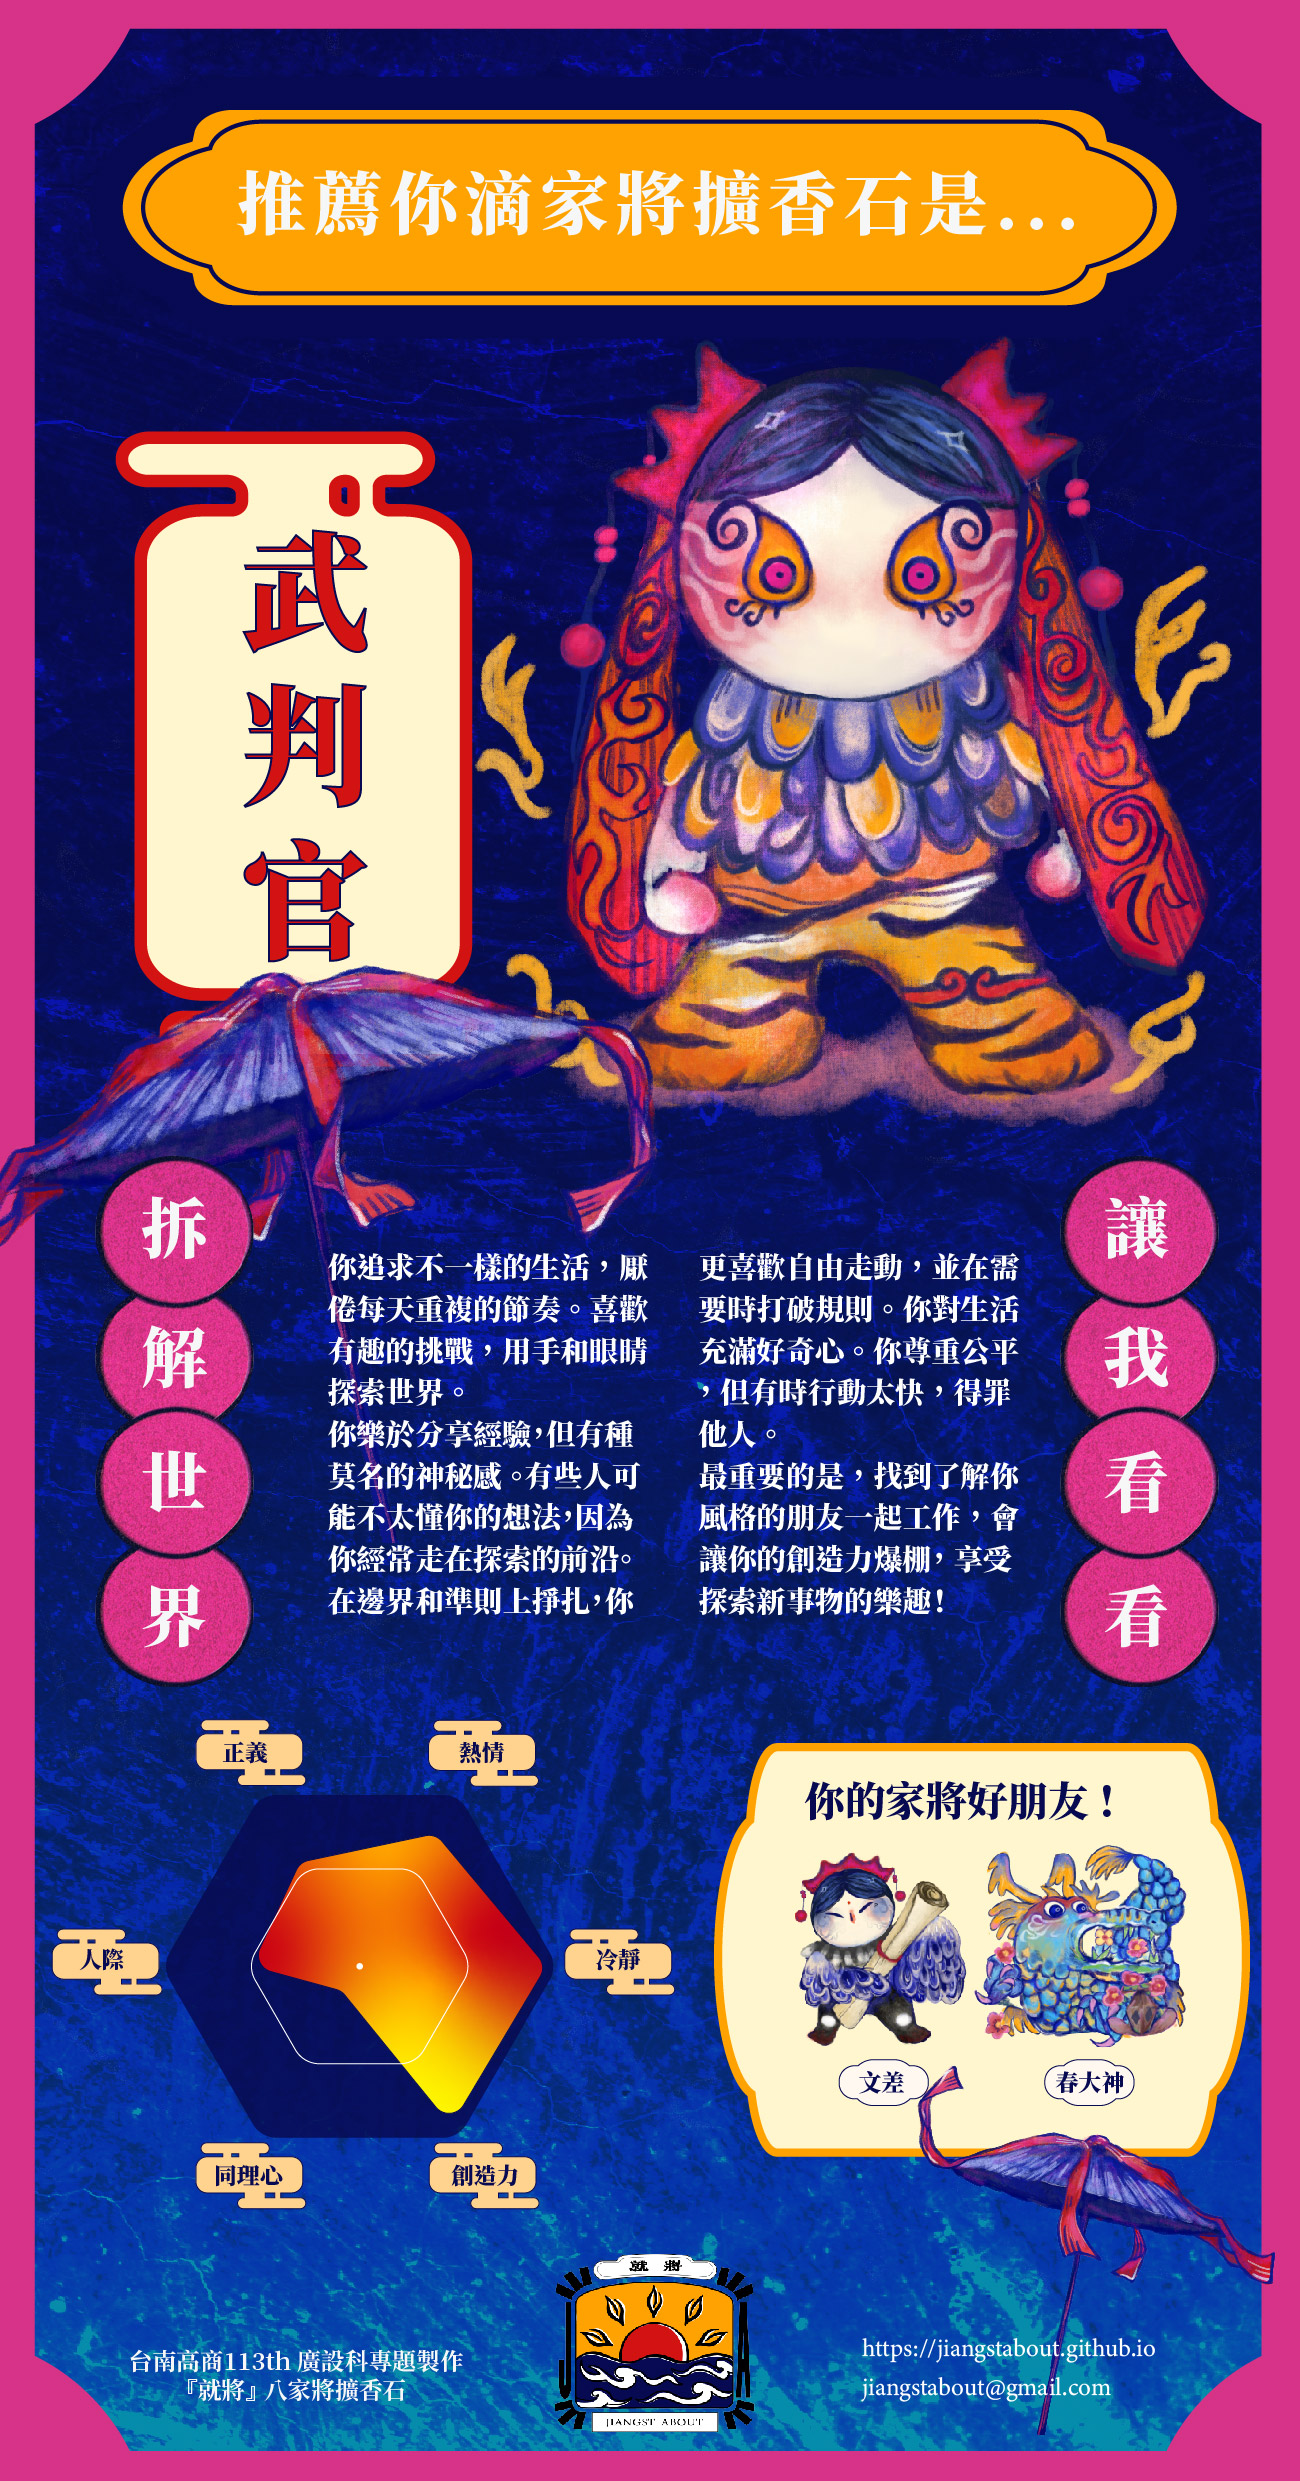 推薦你滴家將擴香石是...
武判官
拆解世界
讓我看看
你追求不一樣的生活，厭
倦每天重複的節奏。喜歡
有趣的挑戰，用手和眼睛
探索世界。
你樂於分享經驗，但有種
莫名的神秘感。有些人可
能不太懂你的想法，因為
你經常走在探索的前沿。
在邊界和準則上掙扎，你
更喜歡自由走動，並在需
要時打破規則。你對生活
充滿好奇心。你尊重公平
，但有時行動太快，得罪
他人。
最重要的是，找到了解你
風格的朋友一起工作，會
讓你的創造力爆棚，享受
探索新事物的樂趣！
正義
熱情
人際
冷靜
同理心
創造力
你的家將好朋友！
文差
春大神
就將
JIANGST ABOUT
台南高商113th 廣設科專題製作
『就將』八家將擴香石
https://jiangstabout.github.io
jiangstabout@gmail.com